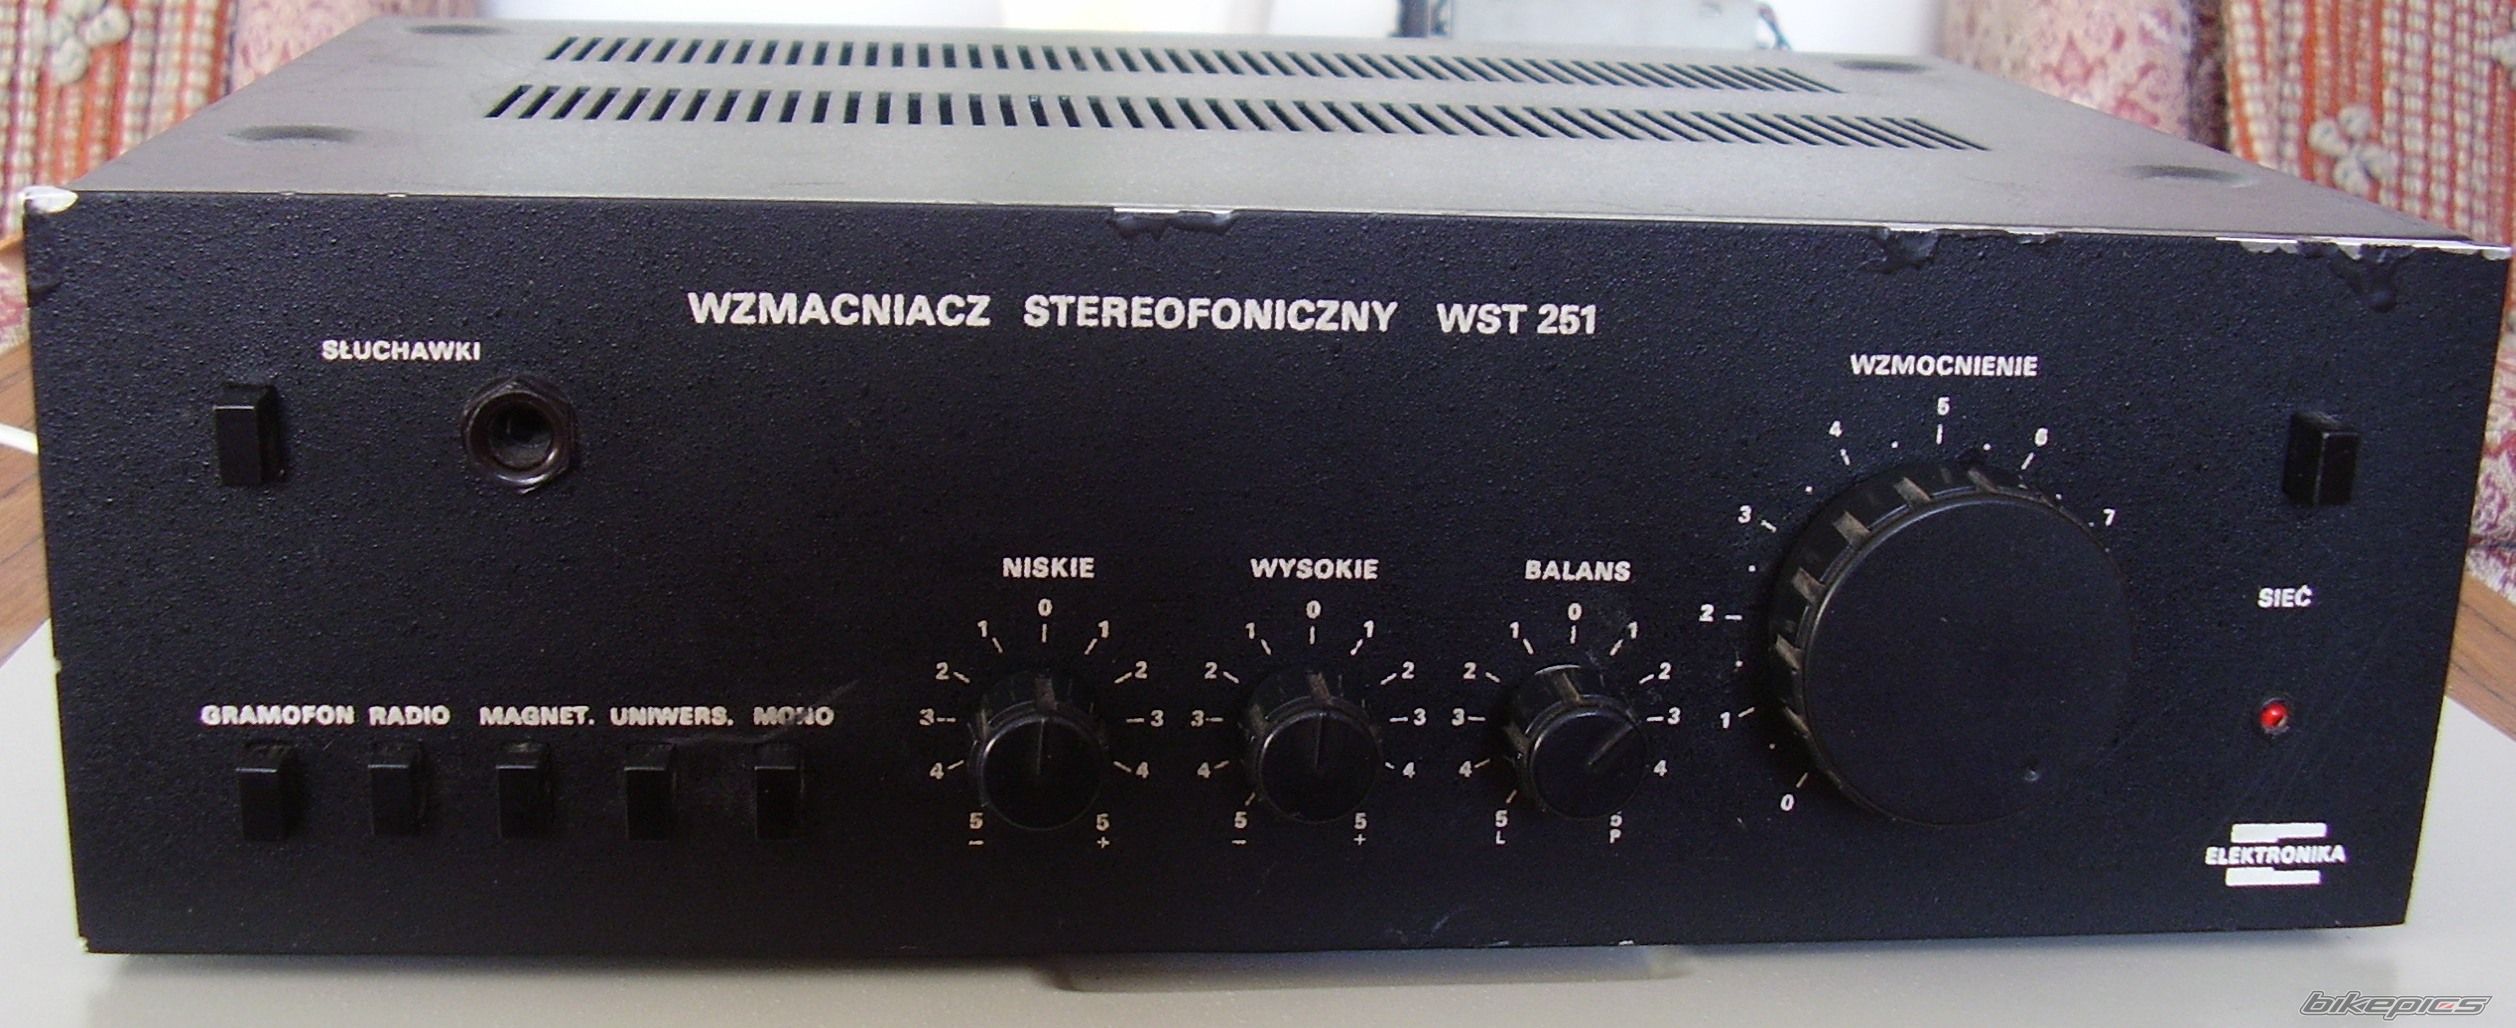 WZMACNIACZ STEREOFONICZNY WST 251
SŁUCHAWKI
WZMOCNIENIE
0 1 2 3 4 5 6 7
NISKIE
5 4 3 2 1 0 1 2 3 4 5
- +
WYSOKIE
5 4 3 2 1 0 1 2 3 4 5
- +
BALANS
5 4 3 2 1 0 1 2 3 4 5
L P
SIEĆ
GRAMOFON RADIO MAGNET. UNIWERS. MONO
ELEKTRONIKA
bikepics